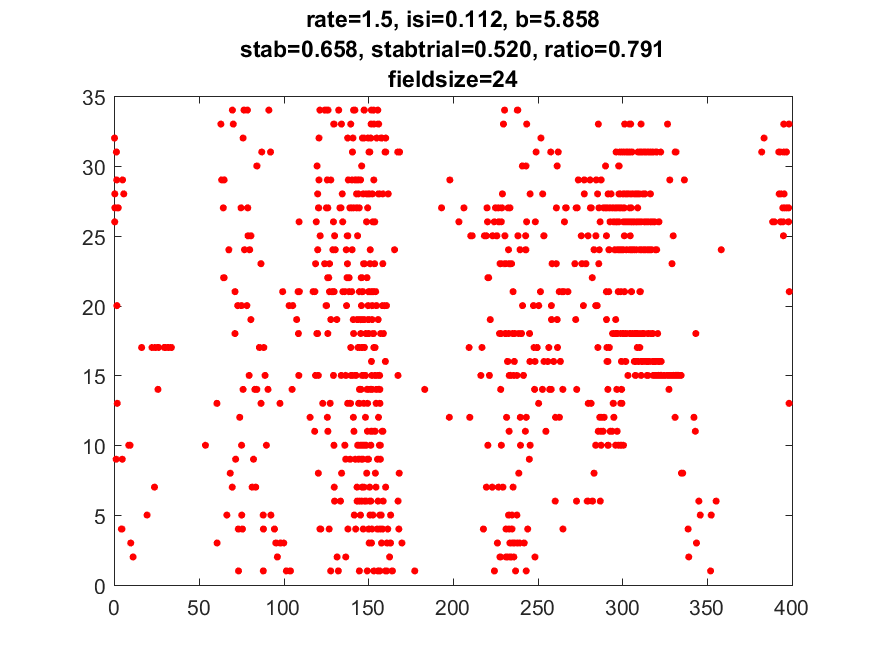 rate=1.5, isi=0.112, b=5.858
stab=0.658, stabtrial=0.520, ratio=0.791
fieldsize=24
35
30
25
20
15
10
5
0
0 50 100 150 200 250 300 350 400